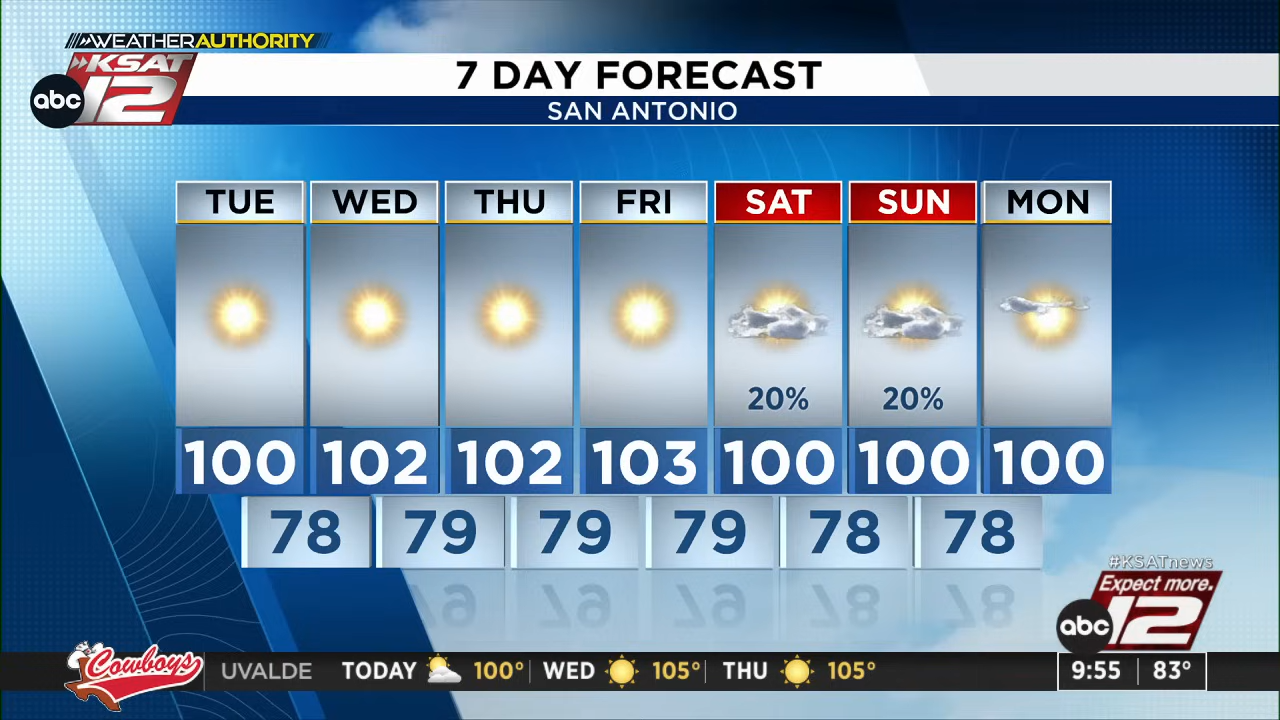 WEATHERAUTHORITY
KSAT
abc 12
7 DAY FORECAST
SAN ANTONIO
TUE WED THU FRI SAT SUN MON
20% 20%
100 102 102 103 100 100 100
78 79 79 79 78 78
#KSATnews
Expect more.
abc 12
Cowboys UVALDE TODAY 100° WED 105° THU 105° 9:55 83°